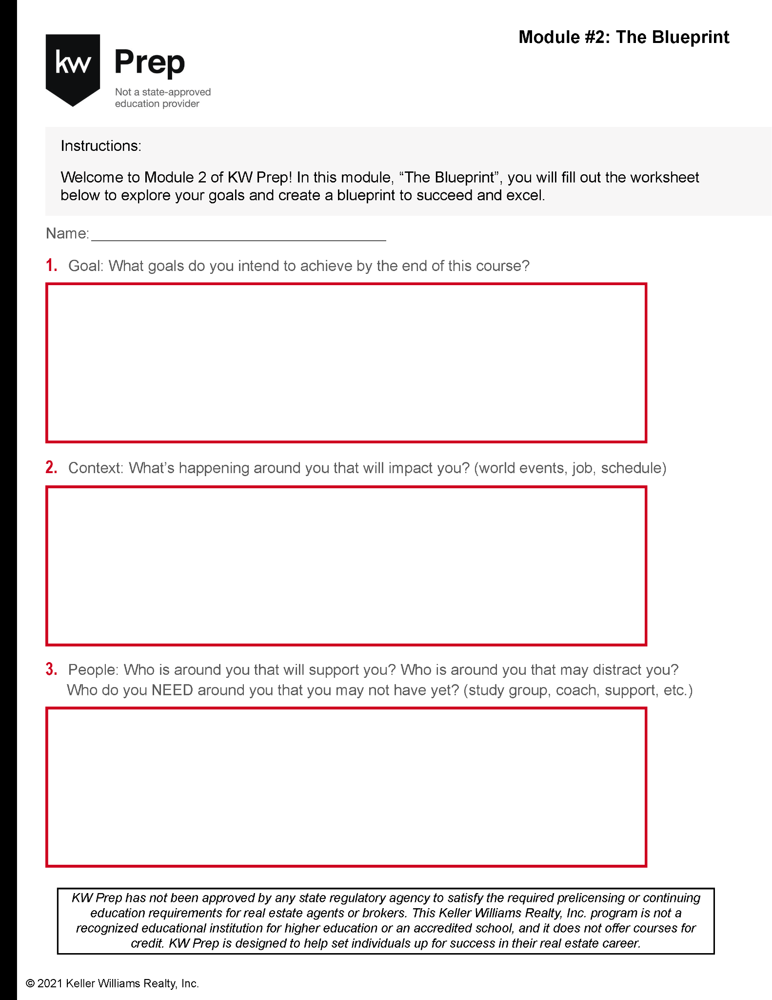 Module #2: The Blueprint
kw
Prep
Not a state-approved
education provider
Instructions:
Welcome to Module 2 of KW Prep! In this module, “The Blueprint”, you will fill out the worksheet
below to explore your goals and create a blueprint to succeed and excel.
Name:
1. Goal: What goals do you intend to achieve by the end of this course?
2. Context: What’s happening around you that will impact you? (world events, job, schedule)
3. People: Who is around you that will support you? Who is around you that may distract you?
Who do you NEED around you that you may not have yet? (study group, coach, support, etc.)
KW Prep has not been approved by any state regulatory agency to satisfy the required prelicensing or continuing
education requirements for real estate agents or brokers. This Keller Williams Realty, Inc. program is not a
recognized educational institution for higher education or an accredited school, and it does not offer courses for
credit. KW Prep is designed to help set individuals up for success in their real estate career.
© 2021 Keller Williams Realty, Inc.